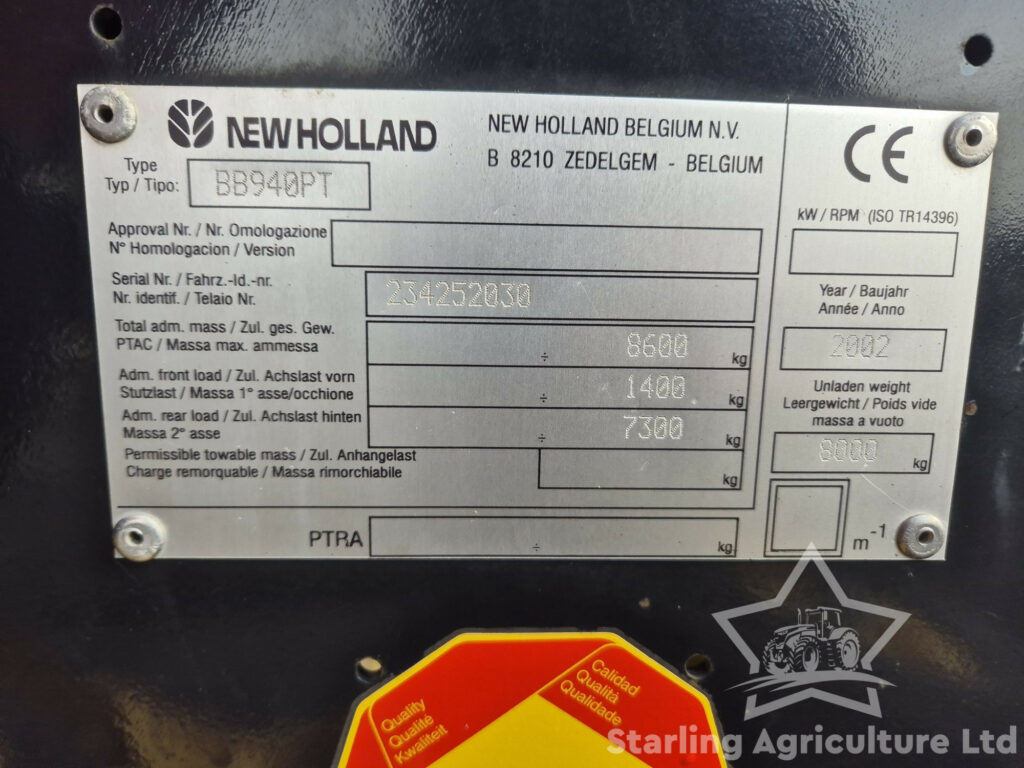 NEW HOLLAND
NEW HOLLAND BELGIUM N.V.
B 8210 ZEDELGEM - BELGIUM
CE
Type
Typ / Tipo:
BB940PT
Approval Nr. / Nr. Omologazione
N° Homologacion / Version
Serial Nr. / Fahrz.-Id.-nr.
Nr. identif. / Telaio Nr.
234252030
Total adm. mass / Zul. ges. Gew.
PTAC / Massa max. ammessa
÷ 8600 kg
Adm. front load / Zul. Achslast vorn
Stutzlast / Massa 1° asse/occhione
÷ 1400 kg
Adm. rear load / Zul. Achslast hinten
Massa 2° asse
÷ 7300 kg
Permissible towable mass / Zul. Anhangelast
Charge remorquable / Massa rimorchiabile
kg
PTRA
÷ kg
kW / RPM (ISO TR14396)
Year / Baujahr
Année / Anno
2002
Unladen weight
Leergewicht / Poids vide
massa a vuoto
8000 kg
m-1
Quality
Qualité
Kwaliteit
Calidad
Qualità
Qualidade
Starling Agriculture Ltd